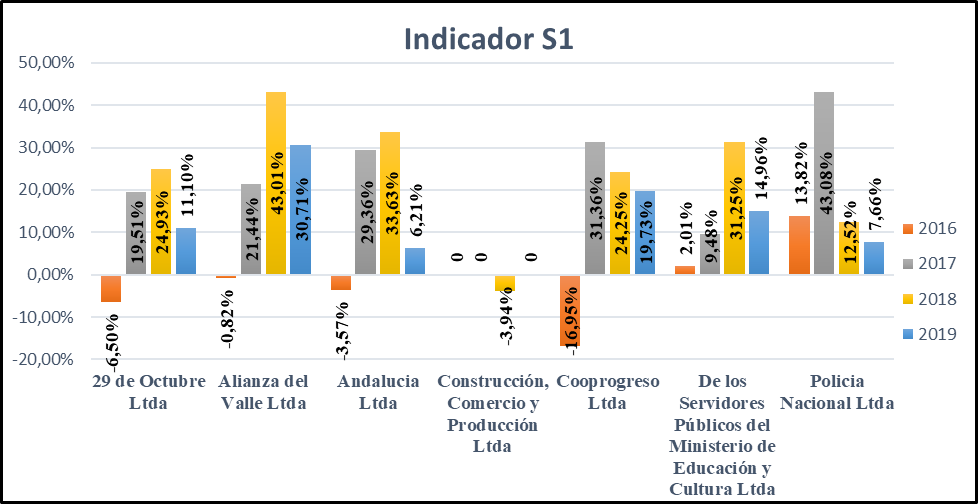 Indicador S1
50,00%
40,00%
30,00%
20,00%
10,00%
0,00%
-10,00%
-20,00%
-6,50%
19,51%
24,93%
11,10%
-0,82%
21,44%
43,01%
30,71%
-3,57%
29,36%
33,63%
6,21%
0
0
-3,94%
0
-16,95%
31,36%
24,25%
19,73%
2,01%
9,48%
31,25%
14,96%
13,82%
43,08%
12,52%
7,66%
29 de Octubre
Ltda
Alianza del
Valle Ltda
Andalucia
Ltda
Construcción,
Comercio y
Producción
Ltda
Cooprogreso
Ltda
De los
Servidores
Públicos del
Ministerio de
Educación y
Cultura Ltda
Policia
Nacional Ltda
2016
2017
2018
2019